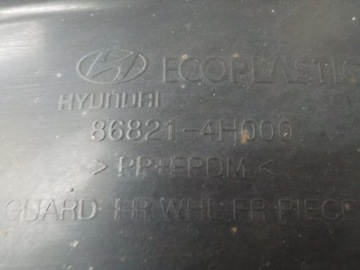 ECOPLASTIC
HYUNDAI
86821-4H000
>PP+EPDM<
GUARD-RR WHL FR-PIECE